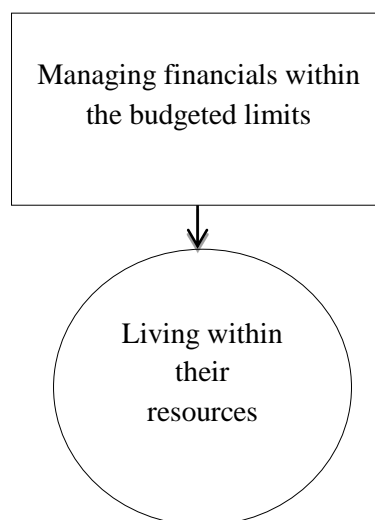 Managing financials within
the budgeted limits
Living within
their
resources